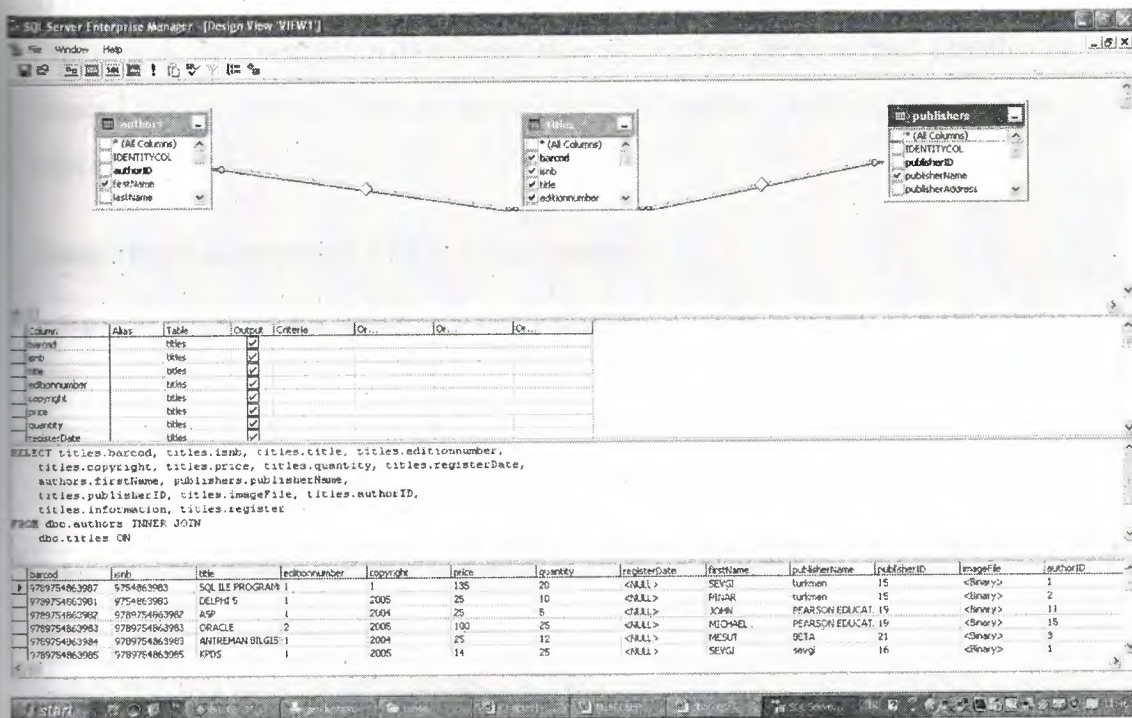 SQL Server Enterprise Manager - [Design View 'VIEW1']
File Window Help
authors
* (All Columns)
IDENTITYCOL
authorID
firstName
lastName
titles
* (All Columns)
barcod
isnb
title
editionnumber
publishers
* (All Columns)
IDENTITYCOL
publisherID
publisherName
publisherAddress
Column Alias Table Output Criteria Or... Or... Or...
barcod titles
isnb titles
title titles
editionnumber titles
copyright titles
price titles
quantity titles
registerDate titles
SELECT titles.barcod, titles.isnb, titles.title, titles.editionnumber,
titles.copyright, titles.price, titles.quantity, titles.registerDate,
authors.firstName, publishers.publisherName,
titles.publisherID, titles.imageFile, titles.authorID,
titles.information, titles.register
FROM dbo.authors INNER JOIN
dbo.titles ON
barcod isnb title editionnumber copyright price quantity registerDate firstName publisherName publisherID imageFile authorID
9789754863987 9754863983 SQL ILE PROGRAM 1 1 135 20 <NULL> SEVGI turkmen 15 <Binary> 1
9789754863981 9754863983 DELPHI 5 1 2005 25 10 <NULL> PINAR turkmen 15 <Binary> 2
9789754863982 9789754863982 ASP 1 2004 25 5 <NULL> JOHN PEARSON EDUCAT. 19 <Binary> 11
9789754863983 9789754863983 ORACLE 2 2005 100 25 <NULL> MICHAEL PEARSON EDUCAT. 19 <Binary> 15
9789754863984 9789754863983 ANTREMAN BILGIS 1 2004 25 12 <NULL> MESUT BETA 21 <Binary> 3
9789754863985 9789754863985 KPDS 1 2005 14 25 <NULL> SEVGI sevgi 16 <Binary> 1
start